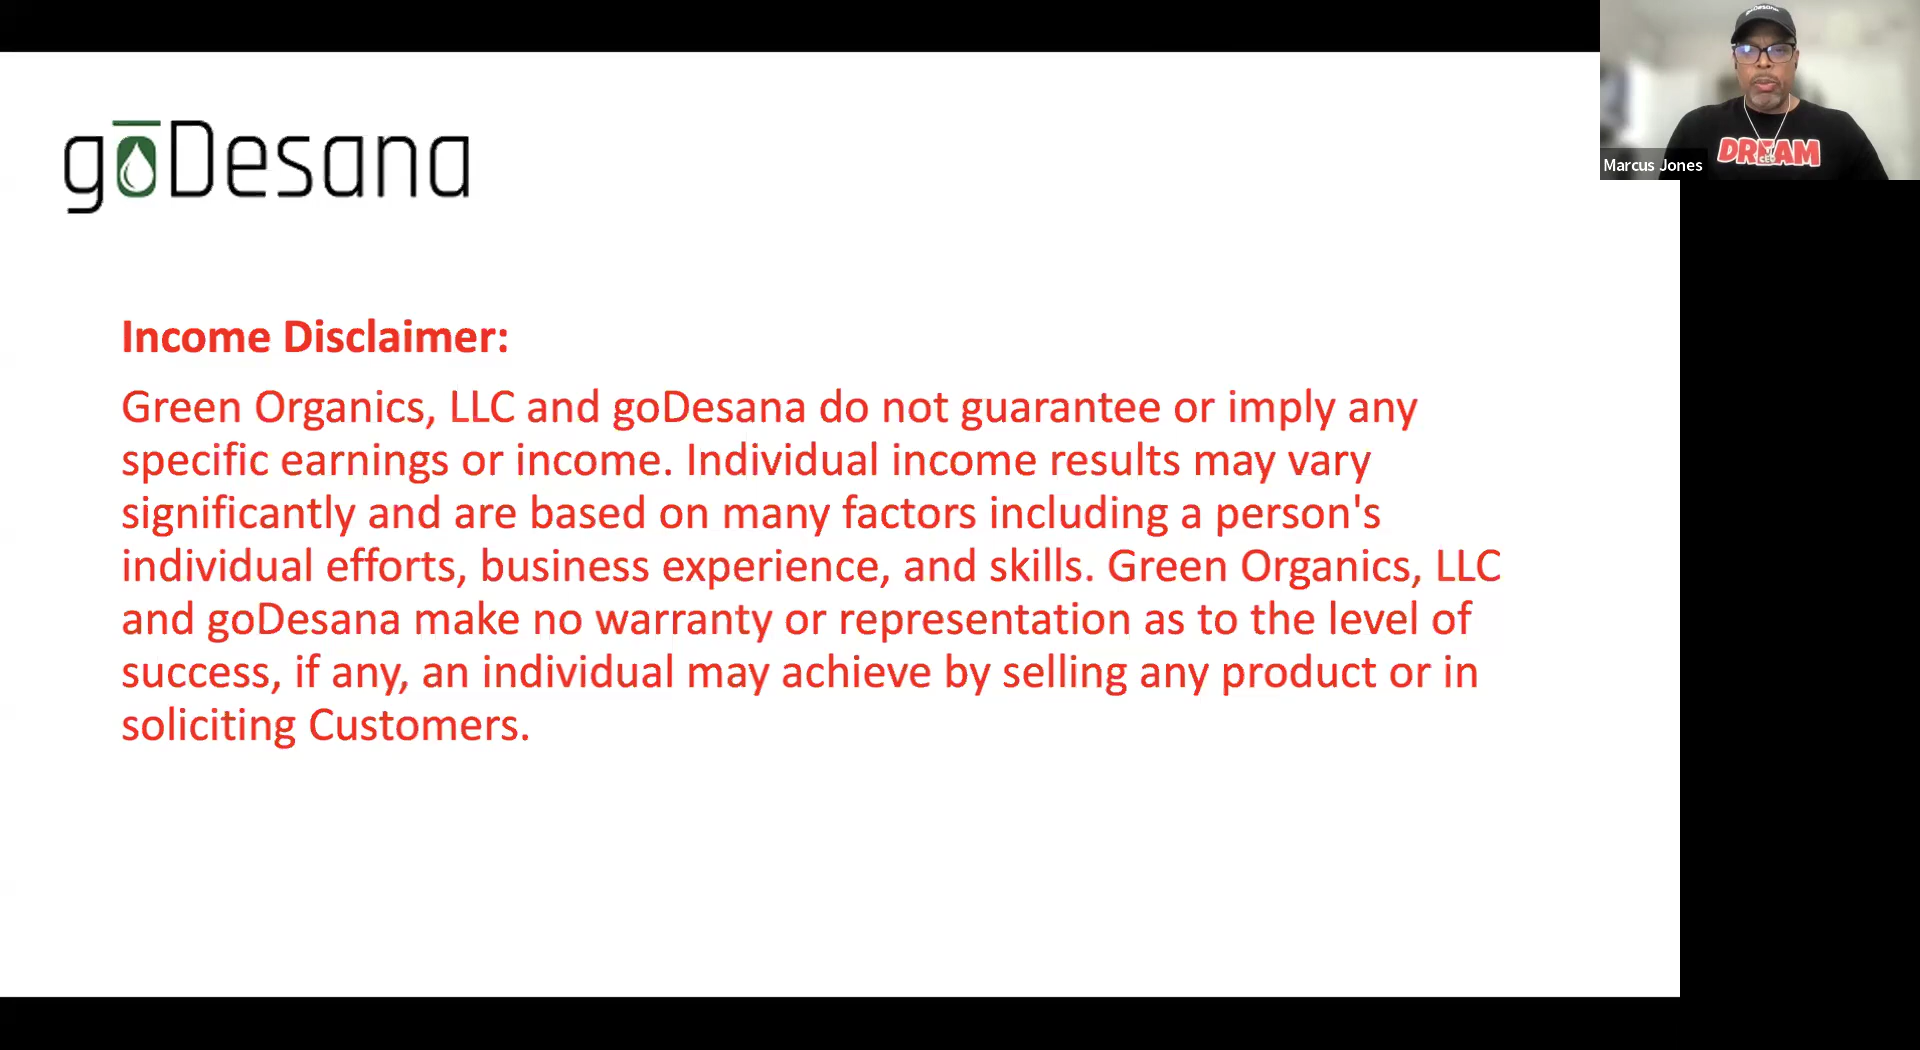 gōDesana
Income Disclaimer:
Green Organics, LLC and goDesana do not guarantee or imply any
specific earnings or income. Individual income results may vary
significantly and are based on many factors including a person's
individual efforts, business experience, and skills. Green Organics, LLC
and goDesana make no warranty or representation as to the level of
success, if any, an individual may achieve by selling any product or in
soliciting Customers.
goDesana
DREAM
CEO
Marcus Jones